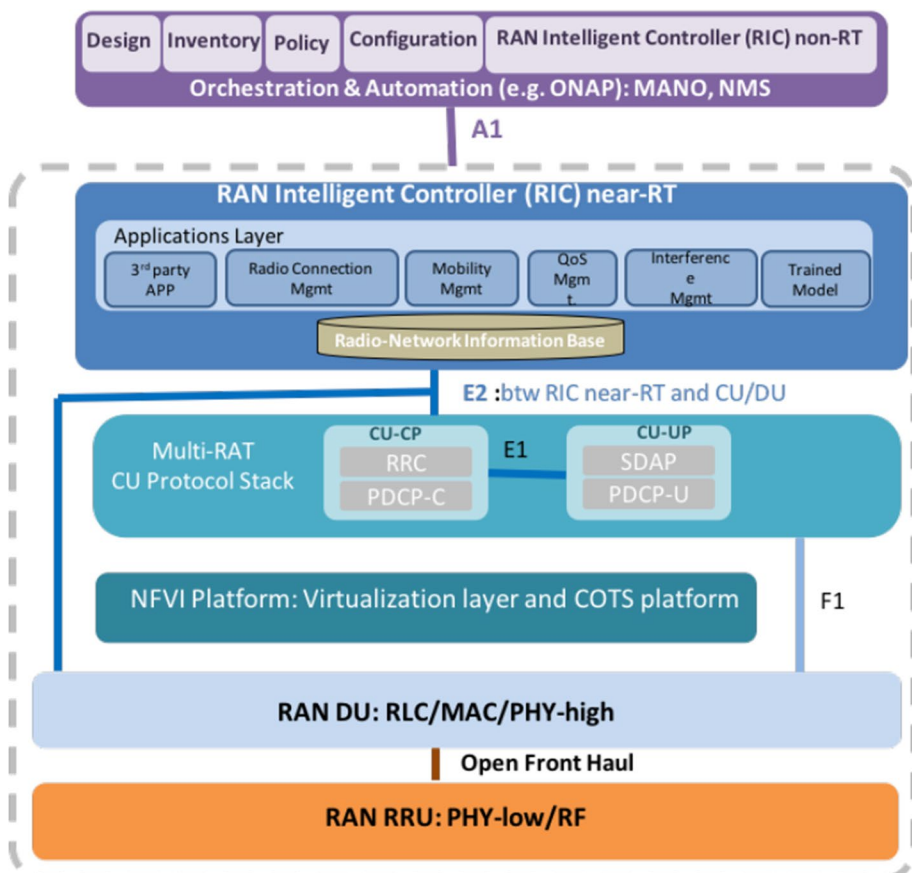 Design Inventory Policy Configuration RAN Intelligent Controller (RIC) non-RT
Orchestration & Automation (e.g. ONAP): MANO, NMS
A1
RAN Intelligent Controller (RIC) near-RT
Applications Layer
3rd party
APP
Radio Connection
Mgmt
Mobility
Mgmt
QoS
Mgm
t.
Interferenc
e
Mgmt
Trained
Model
Radio-Network Information Base
E2 :btw RIC near-RT and CU/DU
Multi-RAT
CU Protocol Stack
CU-CP
RRC
PDCP-C
E1
CU-UP
SDAP
PDCP-U
NFVI Platform: Virtualization layer and COTS platform
F1
RAN DU: RLC/MAC/PHY-high
Open Front Haul
RAN RRU: PHY-low/RF